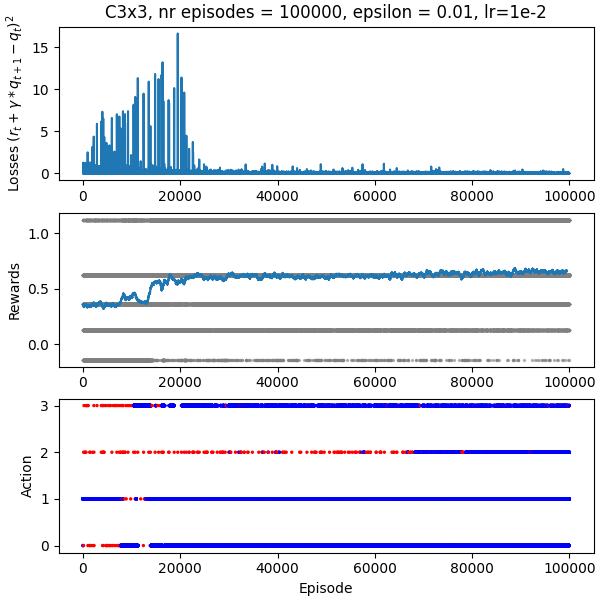 C3x3, nr episodes = 100000, epsilon = 0.01, lr=1e-2
Losses $(r_t + \gamma * q_{t+1} - q_t)^2$
15
10
5
0
0 20000 40000 60000 80000 100000
Rewards
1.0
0.5
0.0
0 20000 40000 60000 80000 100000
Action
3
2
1
0
0 20000 40000 60000 80000 100000
Episode